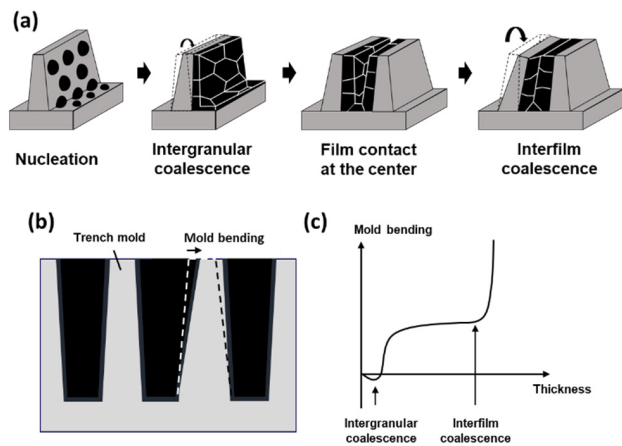 (a)
Nucleation
Intergranular
coalescence
Film contact
at the center
Interfilm
coalescence
(b)
Trench mold
Mold bending
(c)
Mold bending
Thickness
Intergranular
coalescence
Interfilm
coalescence